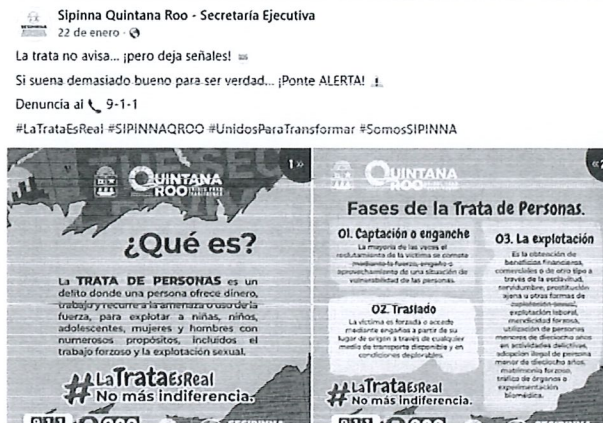 Sipinna Quintana Roo - Secretaría Ejecutiva
22 de enero
La trata no avisa... ¡pero deja señales!
Si suena demasiado bueno para ser verdad... ¡Ponte ALERTA!
Denuncia al 9-1-1
#LaTrataEsReal #SIPINNAQROO #UnidosParaTransformar #SomosSIPINNA
1»
QUINTANA
ROO
¿Qué es?
La TRATA DE PERSONAS es un
delito donde una persona ofrece dinero,
trabajo y recurre a la amenaza o uso de la
fuerza, para explotar a niñas, niños,
adolescentes, mujeres y hombres con
numerosos propósitos, incluidos el
trabajo forzoso y la explotación sexual.
#LaTrataEsReal
No más indiferencia.
911
SESIPINNA
QUINTANA
ROO
«2
Fases de la Trata de Personas.
01. Captación o enganche
La mayoría de las veces el
reclutamiento de la víctima se comete
mediante la fuerza, engaño o
aprovechamiento de una situación de
vulnerabilidad de las personas.
02. Traslado
La víctima es forzada o accede
mediante engaños a partir de su
lugar de origen a través de cualquier
medio de transporte disponible y en
condiciones deplorables.
03. La explotación
Es la obtención de
beneficios financieros,
comerciales o de otro tipo a
través de la esclavitud,
servidumbre, prostitución
ajena u otras formas de
explotación sexual,
explotación laboral,
mendicidad forzosa,
utilización de personas
menores de dieciocho años
en actividades delictivas,
adopción ilegal de persona
menor de dieciocho años,
matrimonio forzoso,
tráfico de órganos o
experimentación
biomédica.
#LaTrataEsReal
No más indiferencia.
911
SESIPINNA